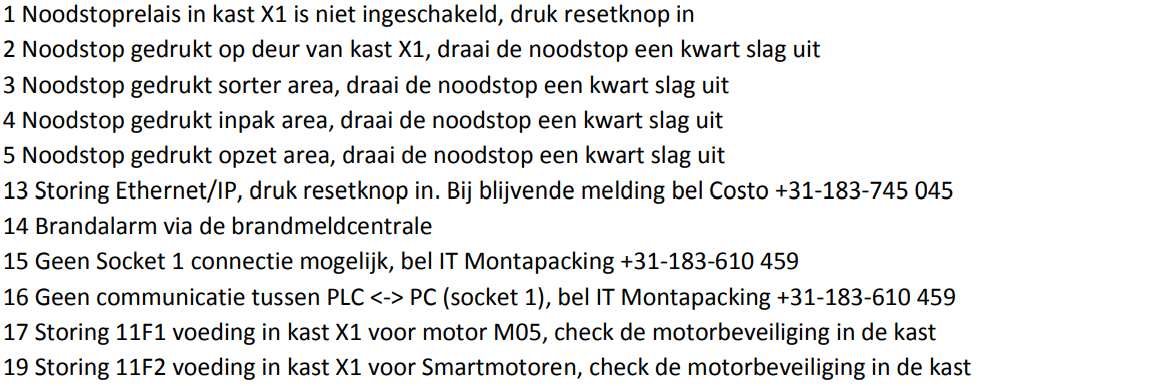 1 Noodstoprelais in kast X1 is niet ingeschakeld, druk resetknop in
2 Noodstop gedrukt op deur van kast X1, draai de noodstop een kwart slag uit
3 Noodstop gedrukt sorter area, draai de noodstop een kwart slag uit
4 Noodstop gedrukt inpak area, draai de noodstop een kwart slag uit
5 Noodstop gedrukt opzet area, draai de noodstop een kwart slag uit
13 Storing Ethernet/IP, druk resetknop in. Bij blijvende melding bel Costo +31-183-745 045
14 Brandalarm via de brandmeldcentrale
15 Geen Socket 1 connectie mogelijk, bel IT Montapacking +31-183-610 459
16 Geen communicatie tussen PLC <-> PC (socket 1), bel IT Montapacking +31-183-610 459
17 Storing 11F1 voeding in kast X1 voor motor M05, check de motorbeveiliging in de kast
19 Storing 11F2 voeding in kast X1 voor Smartmotoren, check de motorbeveiliging in de kast